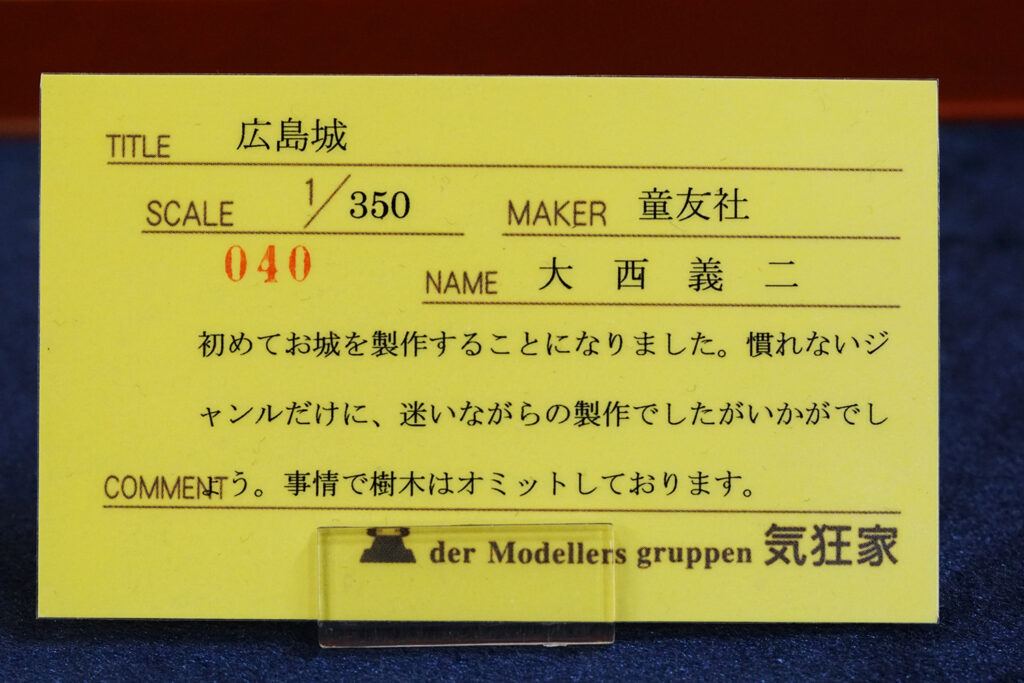 TITLE 広島城
SCALE 1/350 MAKER 童友社
040
NAME 大西義二
初めてお城を製作することになりました。慣れないジ
ャンルだけに、迷いながらの製作でしたがいかがでし
COMMENT ょう。事情で樹木はオミットしております。
der Modellers gruppen 気狂家